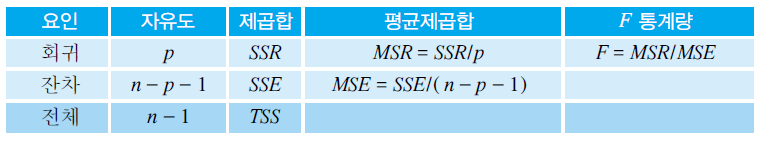 요인 자유도 제곱합 평균제곱합 F 통계량
회귀 p SSR MSR = SSR/p F = MSR/MSE
잔차 n − p − 1 SSE MSE = SSE/( n − p − 1)
전체 n − 1 TSS